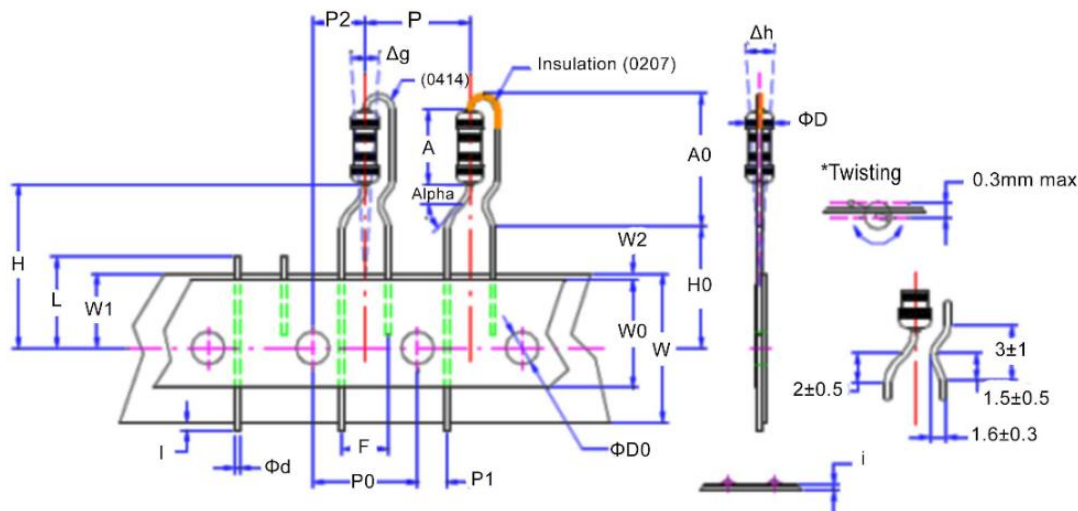 P2
P
Δh
Δg
(0414)
Insulation (0207)
ΦD
A
A0
*Twisting
0.3mm max
Alpha
H
L
W1
W2
H0
W0
W
3±1
2±0.5
1.5±0.5
1.6±0.3
I
Φd
F
P0
P1
ΦD0
i